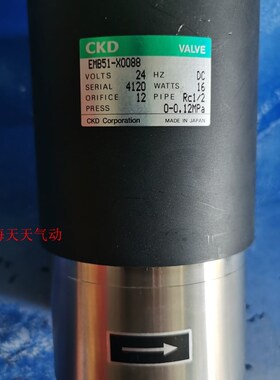 CKD VALVE
EMB51-X0088
VOLTS 24 HZ DC
SERIAL 4120 WATTS 16
ORIFICE 12 PIPE Rc1/2
PRESS 0-0.12MPa
CKD Corporation MADE IN JAPAN
海天天气动